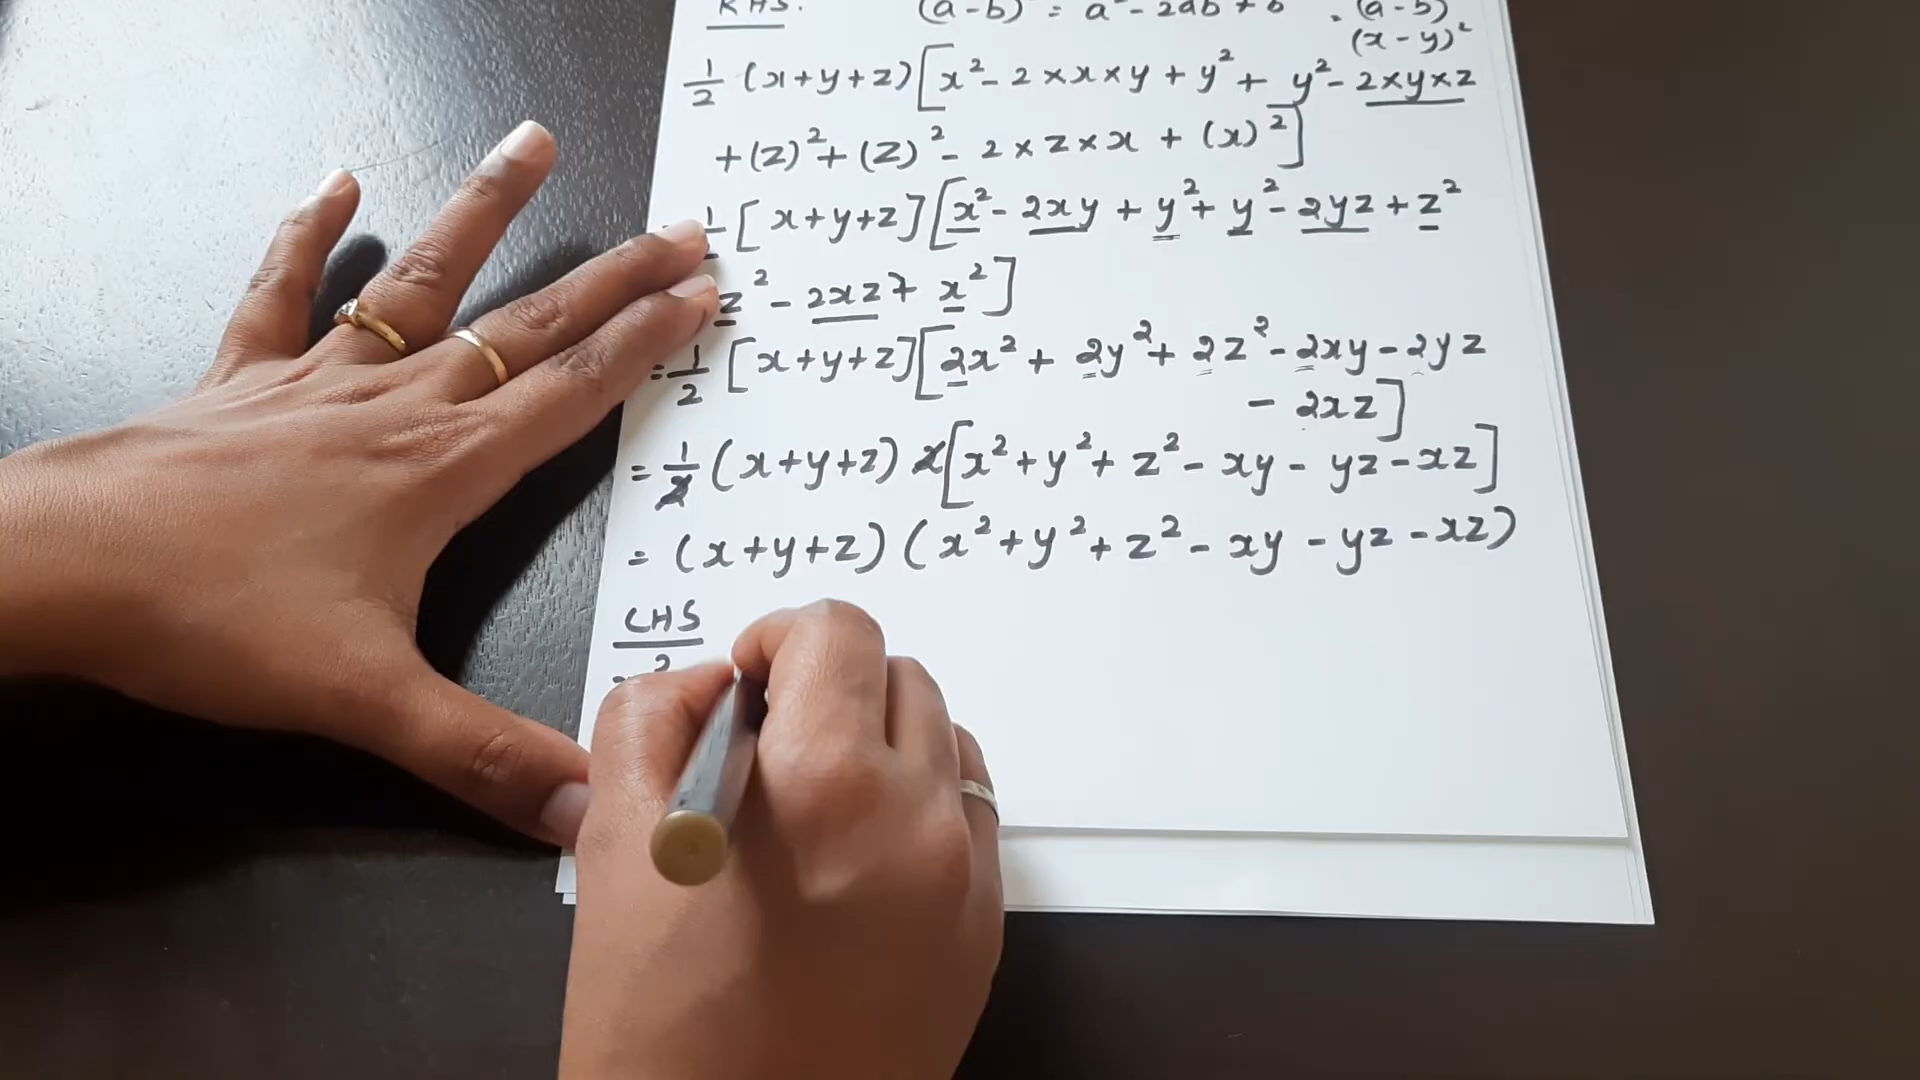 RHS. (a-b)² = a² - 2ab + b² . (a-b)
(x-y)²
1/2 (x+y+z)[x² - 2×x×y + y² + y² - 2×y×z
+(z)²+(z)² - 2×z×x + (x)²]
1/2 [x+y+z][x² - 2xy + y² + y² - 2yz + z²
z² - 2xz + x²]
= 1/2 [x+y+z][2x² + 2y² + 2z² - 2xy - 2yz
- 2xz]
= 1/2 (x+y+z) 2[x²+y²+z² - xy - yz - xz]
= (x+y+z) (x²+y²+z² - xy - yz - xz)
LHS